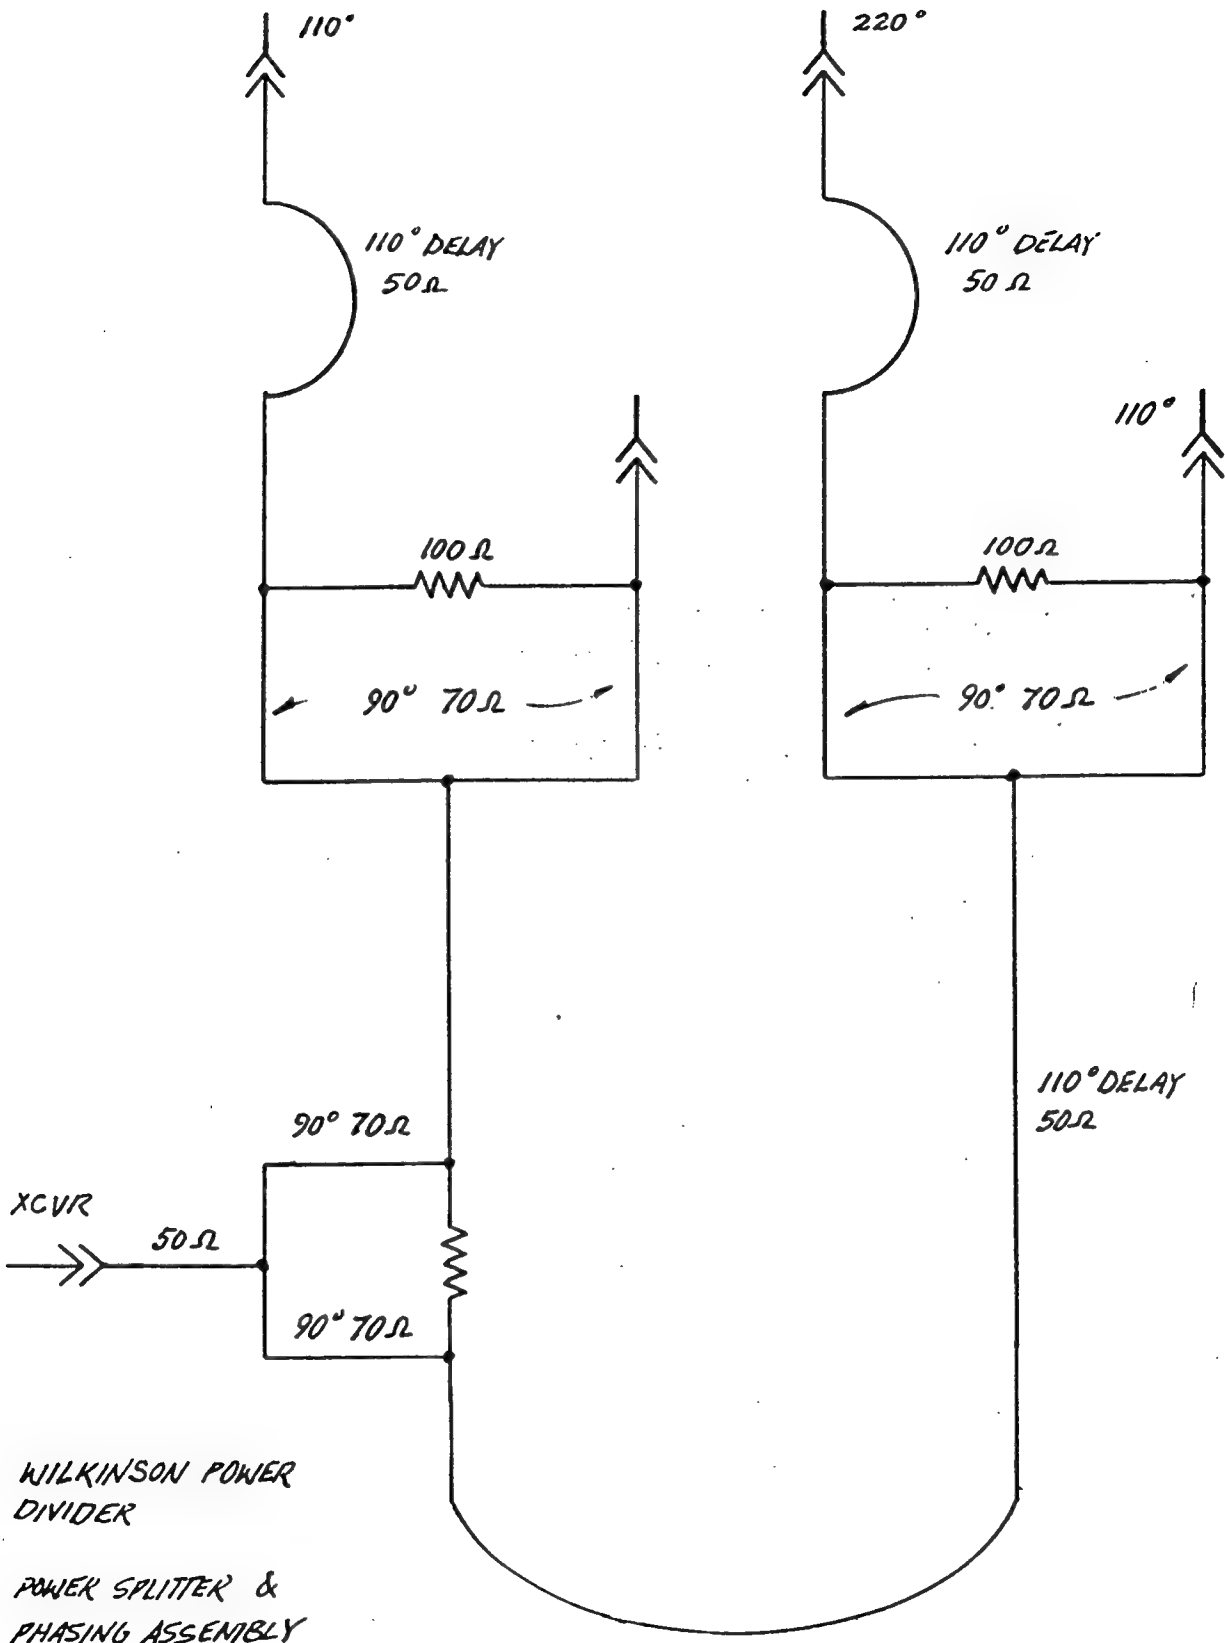 110°
220°
110° DELAY
50Ω
110° DELAY
50Ω
110°
100Ω
100Ω
90° 70Ω
90° 70Ω
110° DELAY
50Ω
90° 70Ω
XCVR
50Ω
90° 70Ω
WILKINSON POWER
DIVIDER
POWER SPLITTER &
PHASING ASSEMBLY